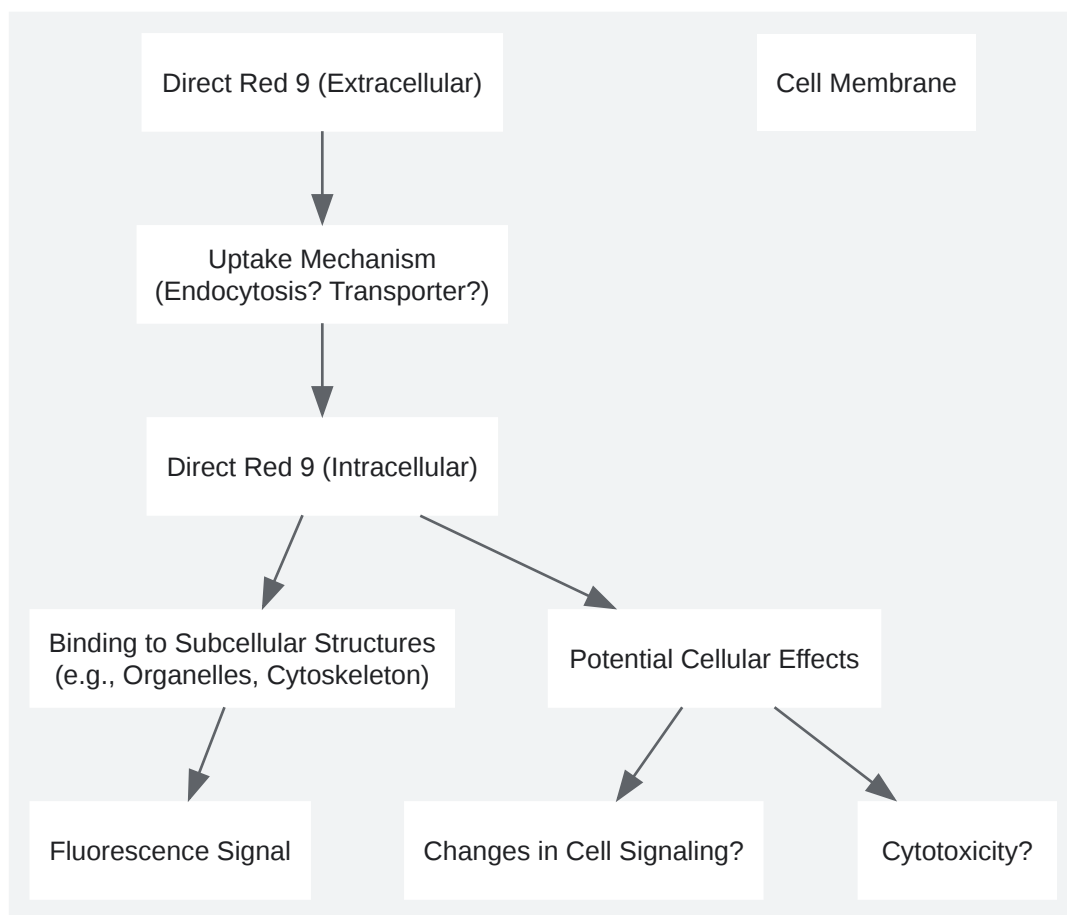 Direct Red 9 (Extracellular)
Cell Membrane
Uptake Mechanism
(Endocytosis? Transporter?)
Direct Red 9 (Intracellular)
Binding to Subcellular Structures
(e.g., Organelles, Cytoskeleton)
Potential Cellular Effects
Fluorescence Signal
Changes in Cell Signaling?
Cytotoxicity?